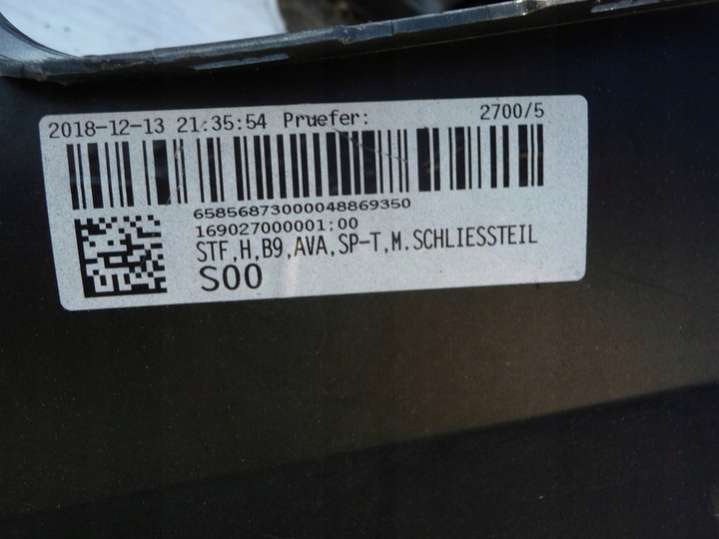 2018-12-13 21:35:54 Pruefer: 2700/5
65856873000048869350
169027000001:00
STF,H,B9,AVA,SP-T,M.SCHLIESSTEIL
S00